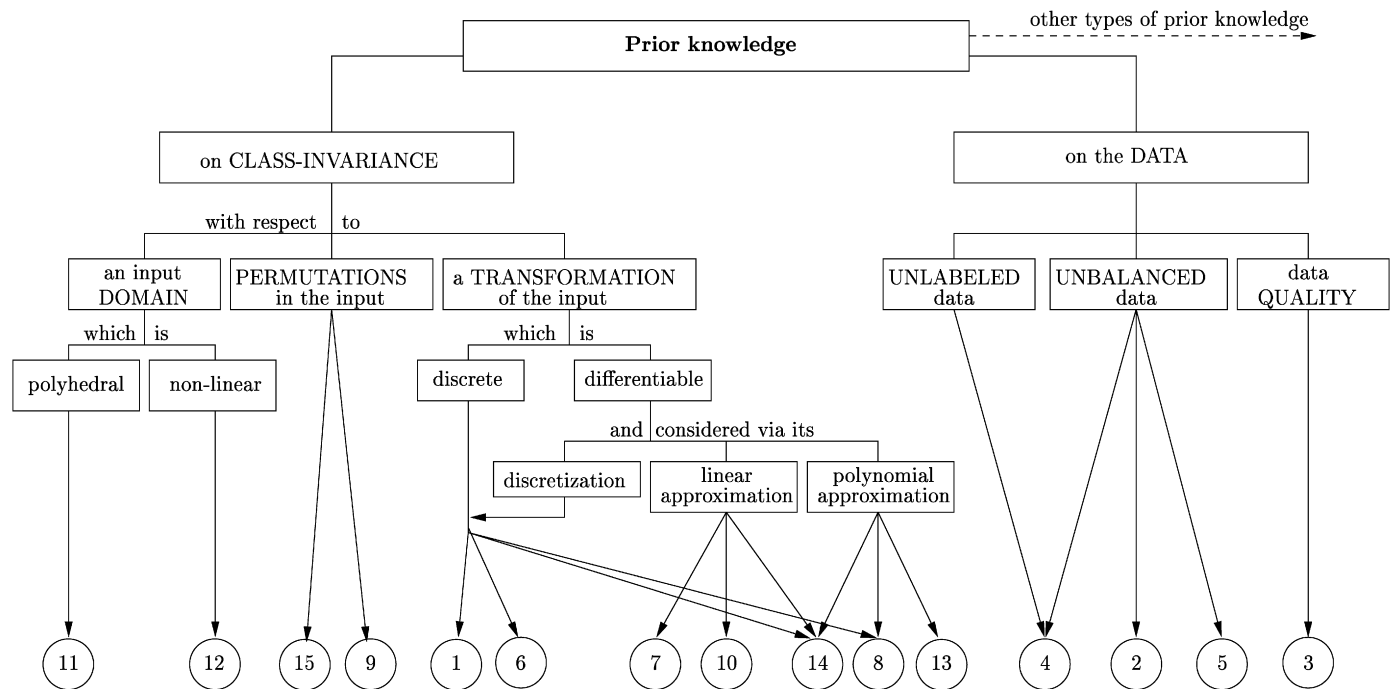 other types of prior knowledge
Prior knowledge
on CLASS-INVARIANCE
on the DATA
with respect to
an input
DOMAIN
PERMUTATIONS
in the input
a TRANSFORMATION
of the input
UNLABELED
data
UNBALANCED
data
data
QUALITY
which is
which is
polyhedral
non-linear
discrete
differentiable
and considered via its
discretization
linear
approximation
polynomial
approximation
11
12
15
9
1
6
7
10
14
8
13
4
2
5
3